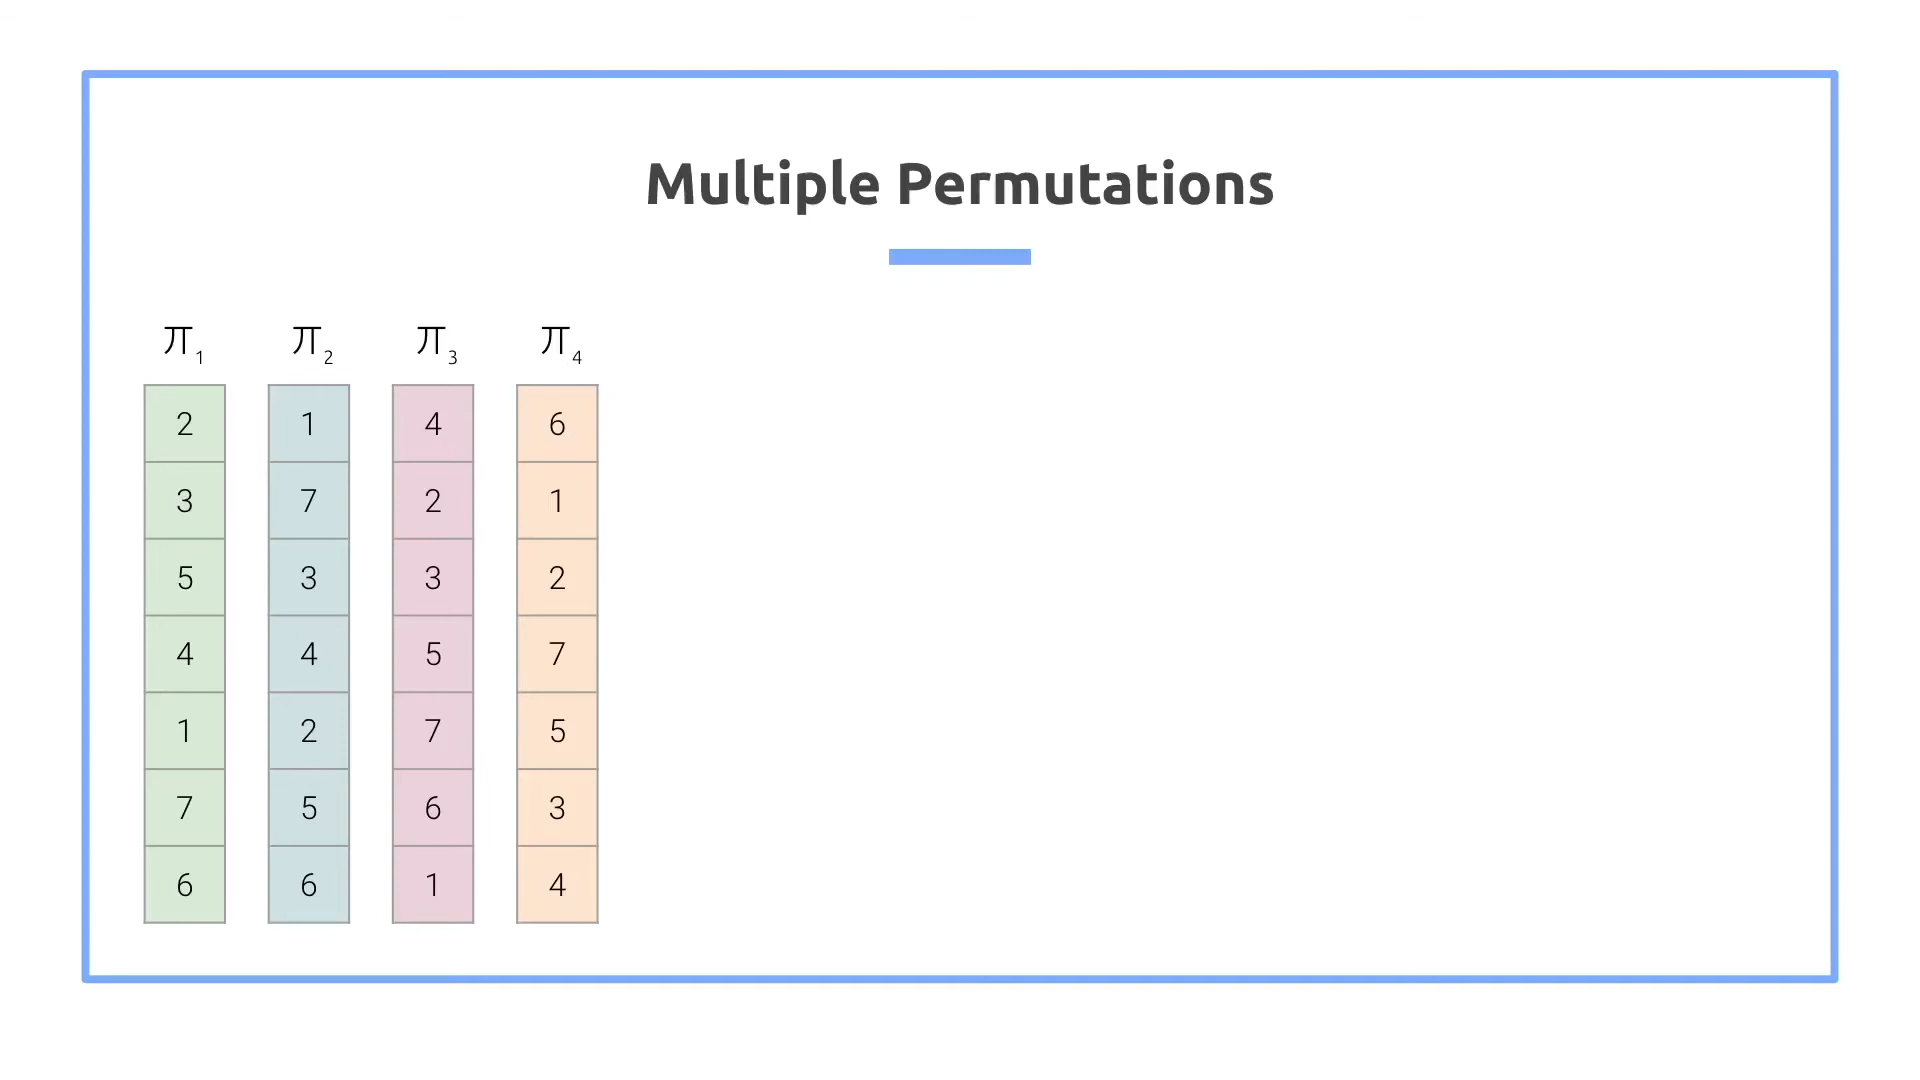 Multiple Permutations
π1 π2 π3 π4
2 1 4 6
3 7 2 1
5 3 3 2
4 4 5 7
1 2 7 5
7 5 6 3
6 6 1 4